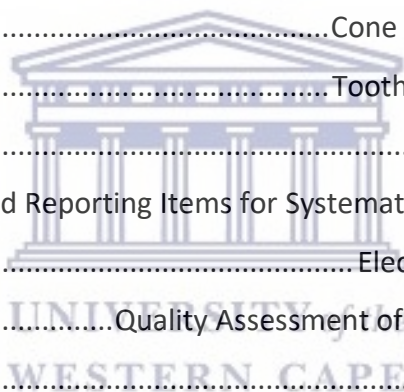 ................................Cone
................................Tooth
................................
d Reporting Items for Systemat
................................Elec
UNIVERSITY of the
............Quality Assessment of
WESTERN CAPE
................................